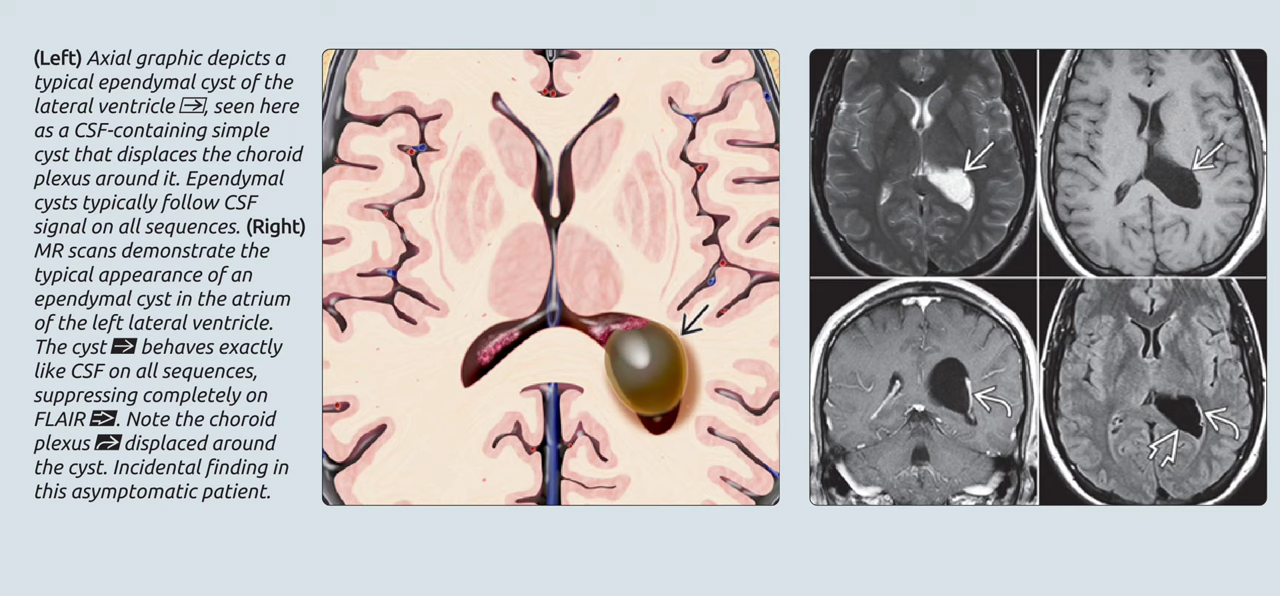 (Left) Axial graphic depicts a
typical ependymal cyst of the
lateral ventricle ➡, seen here
as a CSF-containing simple
cyst that displaces the choroid
plexus around it. Ependymal
cysts typically follow CSF
signal on all sequences. (Right)
MR scans demonstrate the
typical appearance of an
ependymal cyst in the atrium
of the left lateral ventricle.
The cyst ➡ behaves exactly
like CSF on all sequences,
suppressing completely on
FLAIR ➡. Note the choroid
plexus ➡ displaced around
the cyst. Incidental finding in
this asymptomatic patient.